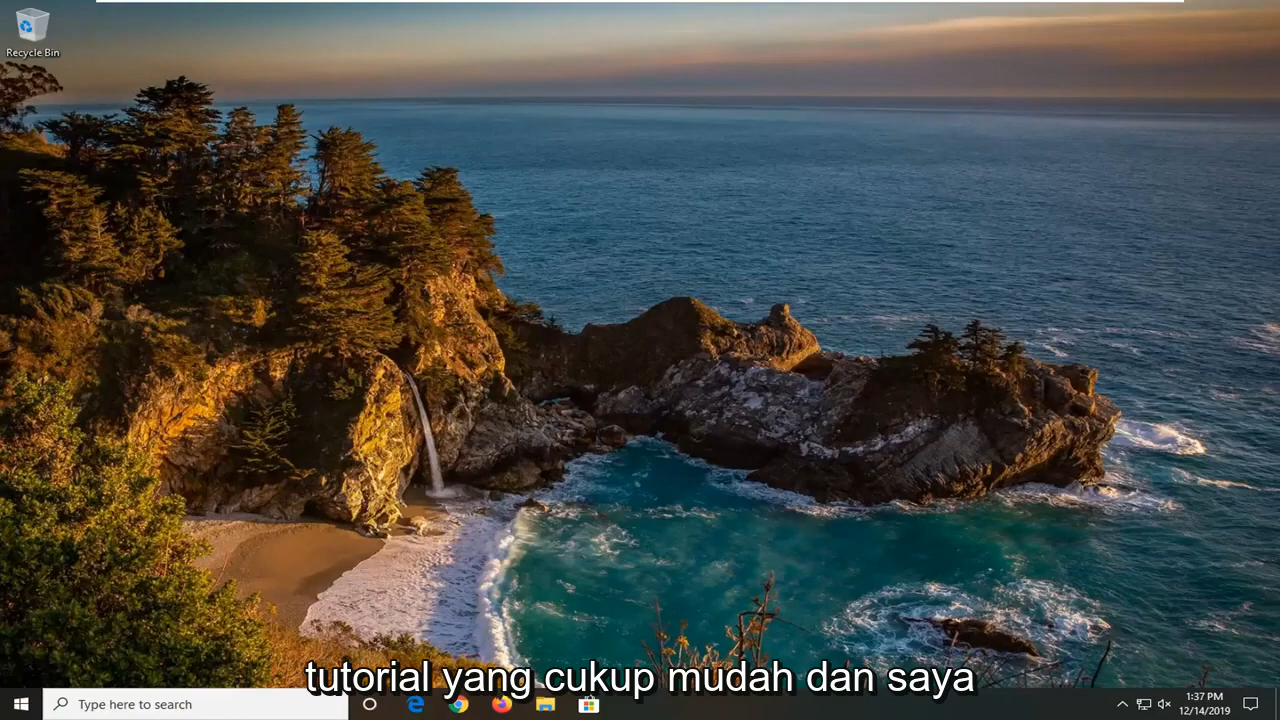 Recycle Bin
tutorial yang cukup mudah dan saya
Type here to search
1:37 PM
12/14/2019